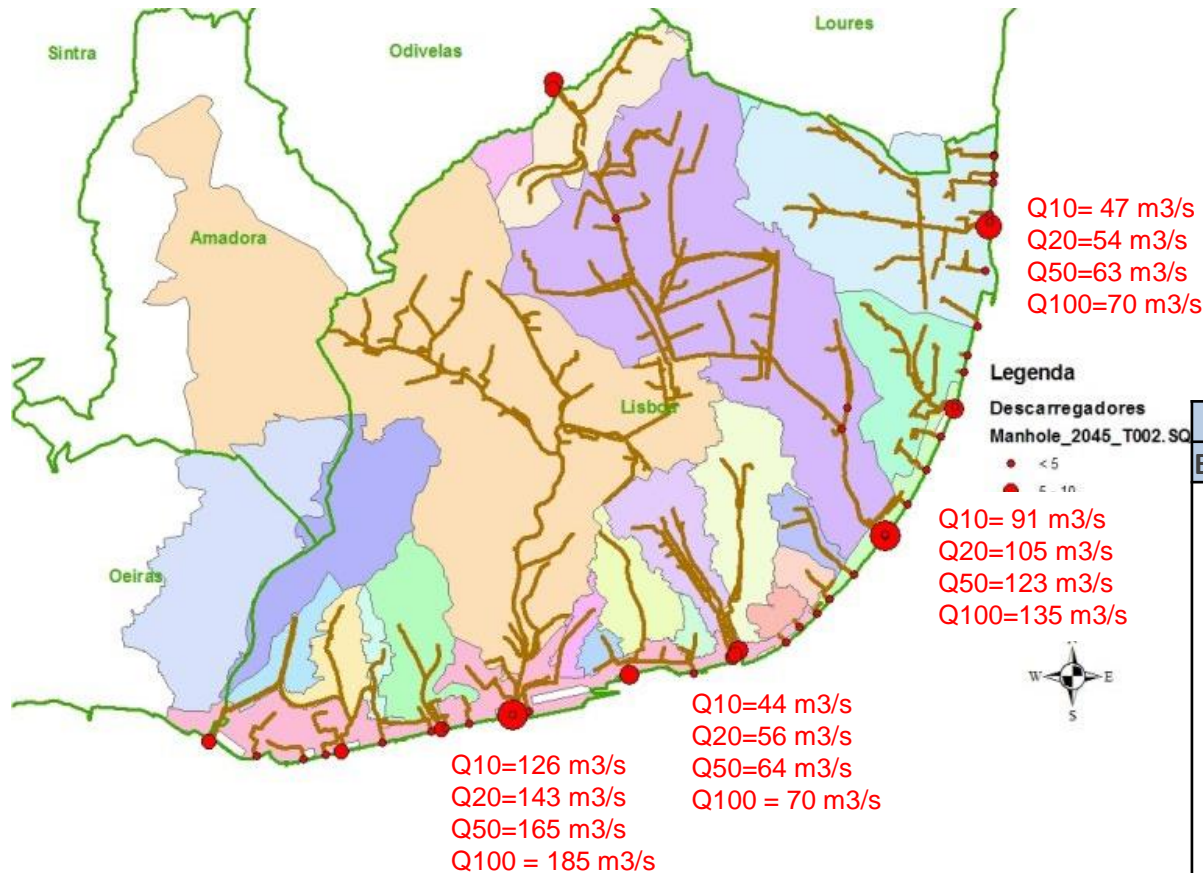 Loures
Sintra
Odivelas
Amadora
Lisboa
Oeiras
Q10= 47 m3/s
Q20=54 m3/s
Q50=63 m3/s
Q100=70 m3/s
Legenda
Descarregadores
Manhole_2045_T002.SQ
< 5
5 - 10
E
Q10= 91 m3/s
Q20=105 m3/s
Q50=123 m3/s
Q100=135 m3/s
W E
S
Q10=44 m3/s
Q20=56 m3/s
Q50=64 m3/s
Q100 = 70 m3/s
Q10=126 m3/s
Q20=143 m3/s
Q50=165 m3/s
Q100 = 185 m3/s